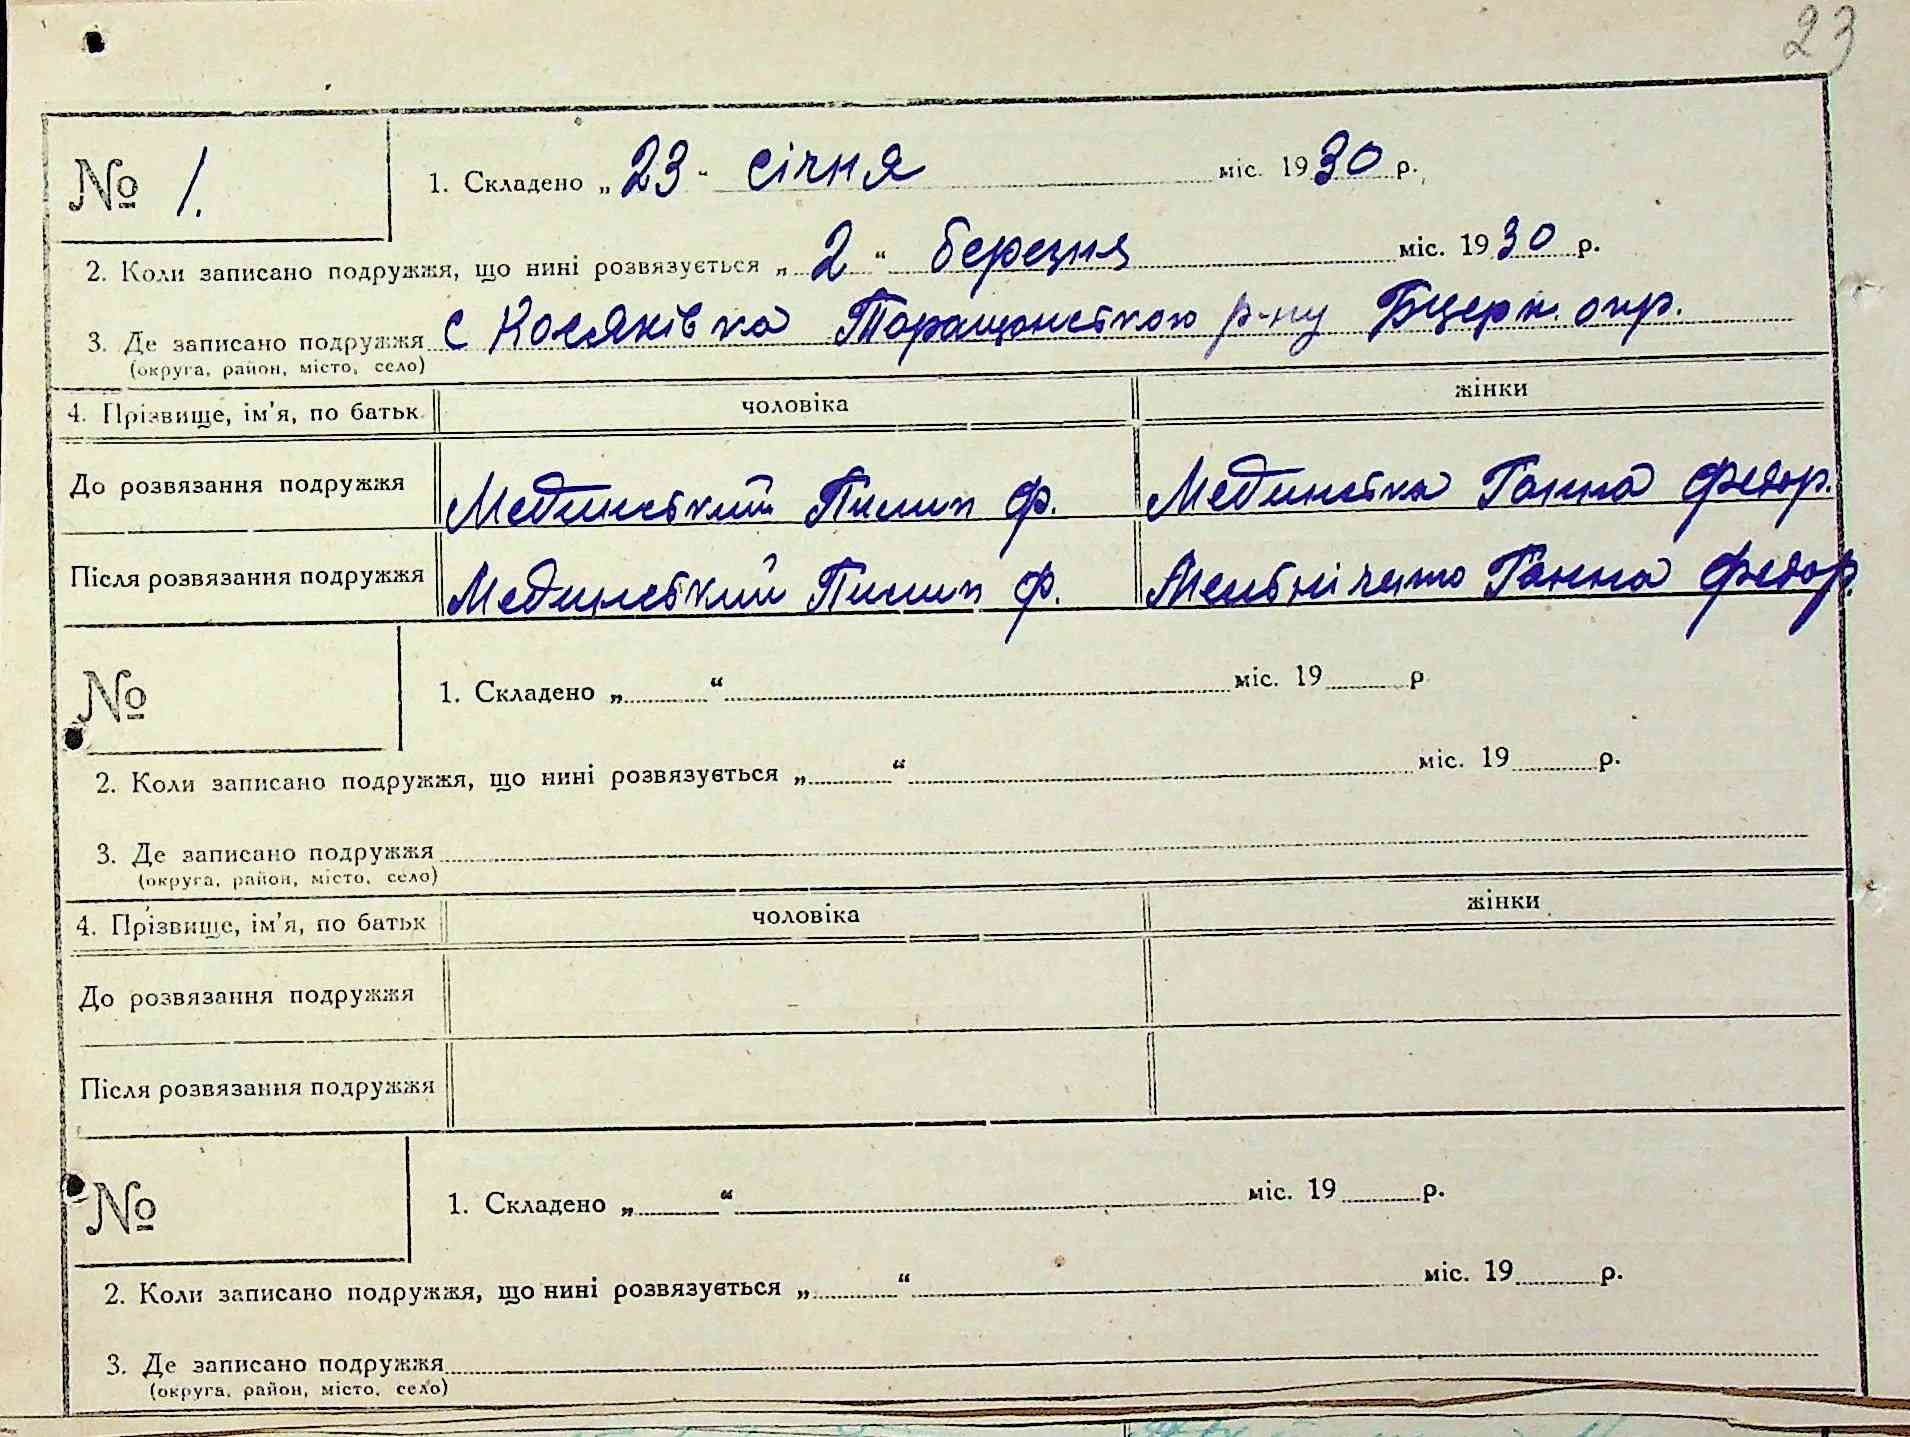 23
№ 1.
1. Складено „ 23 " січня міс. 1930 р.
2. Коли записано подружжя, що нині розвязується „ 2 " березня міс. 1930 р.
3. Де записано подружжя с Косяківка Таращанського р-ну Бцерк. окр.
(округа, район, місто, село)
4. Прізвище, ім'я, по батьк. чоловіка жінки
До розвязання подружжя Мединський Пилип Ф. Мединська Ганна Федор.
Після розвязання подружжя Мединський Пилип Ф. Ганна Федор.
№
1. Складено „ “ міс. 19 р
2. Коли записано подружжя, що нині розвязується „ “ міс. 19 р.
3. Де записано подружжя
(округа, район, місто, село)
4. Прізвище, ім'я, по батьк чоловіка жінки
До розвязання подружжя
Після розвязання подружжя
№
1. Складено „ “ міс. 19 р.
2. Коли записано подружжя, що нині розвязується „ “ міс. 19 р.
3. Де записано подружжя
(округа, район, місто, село)